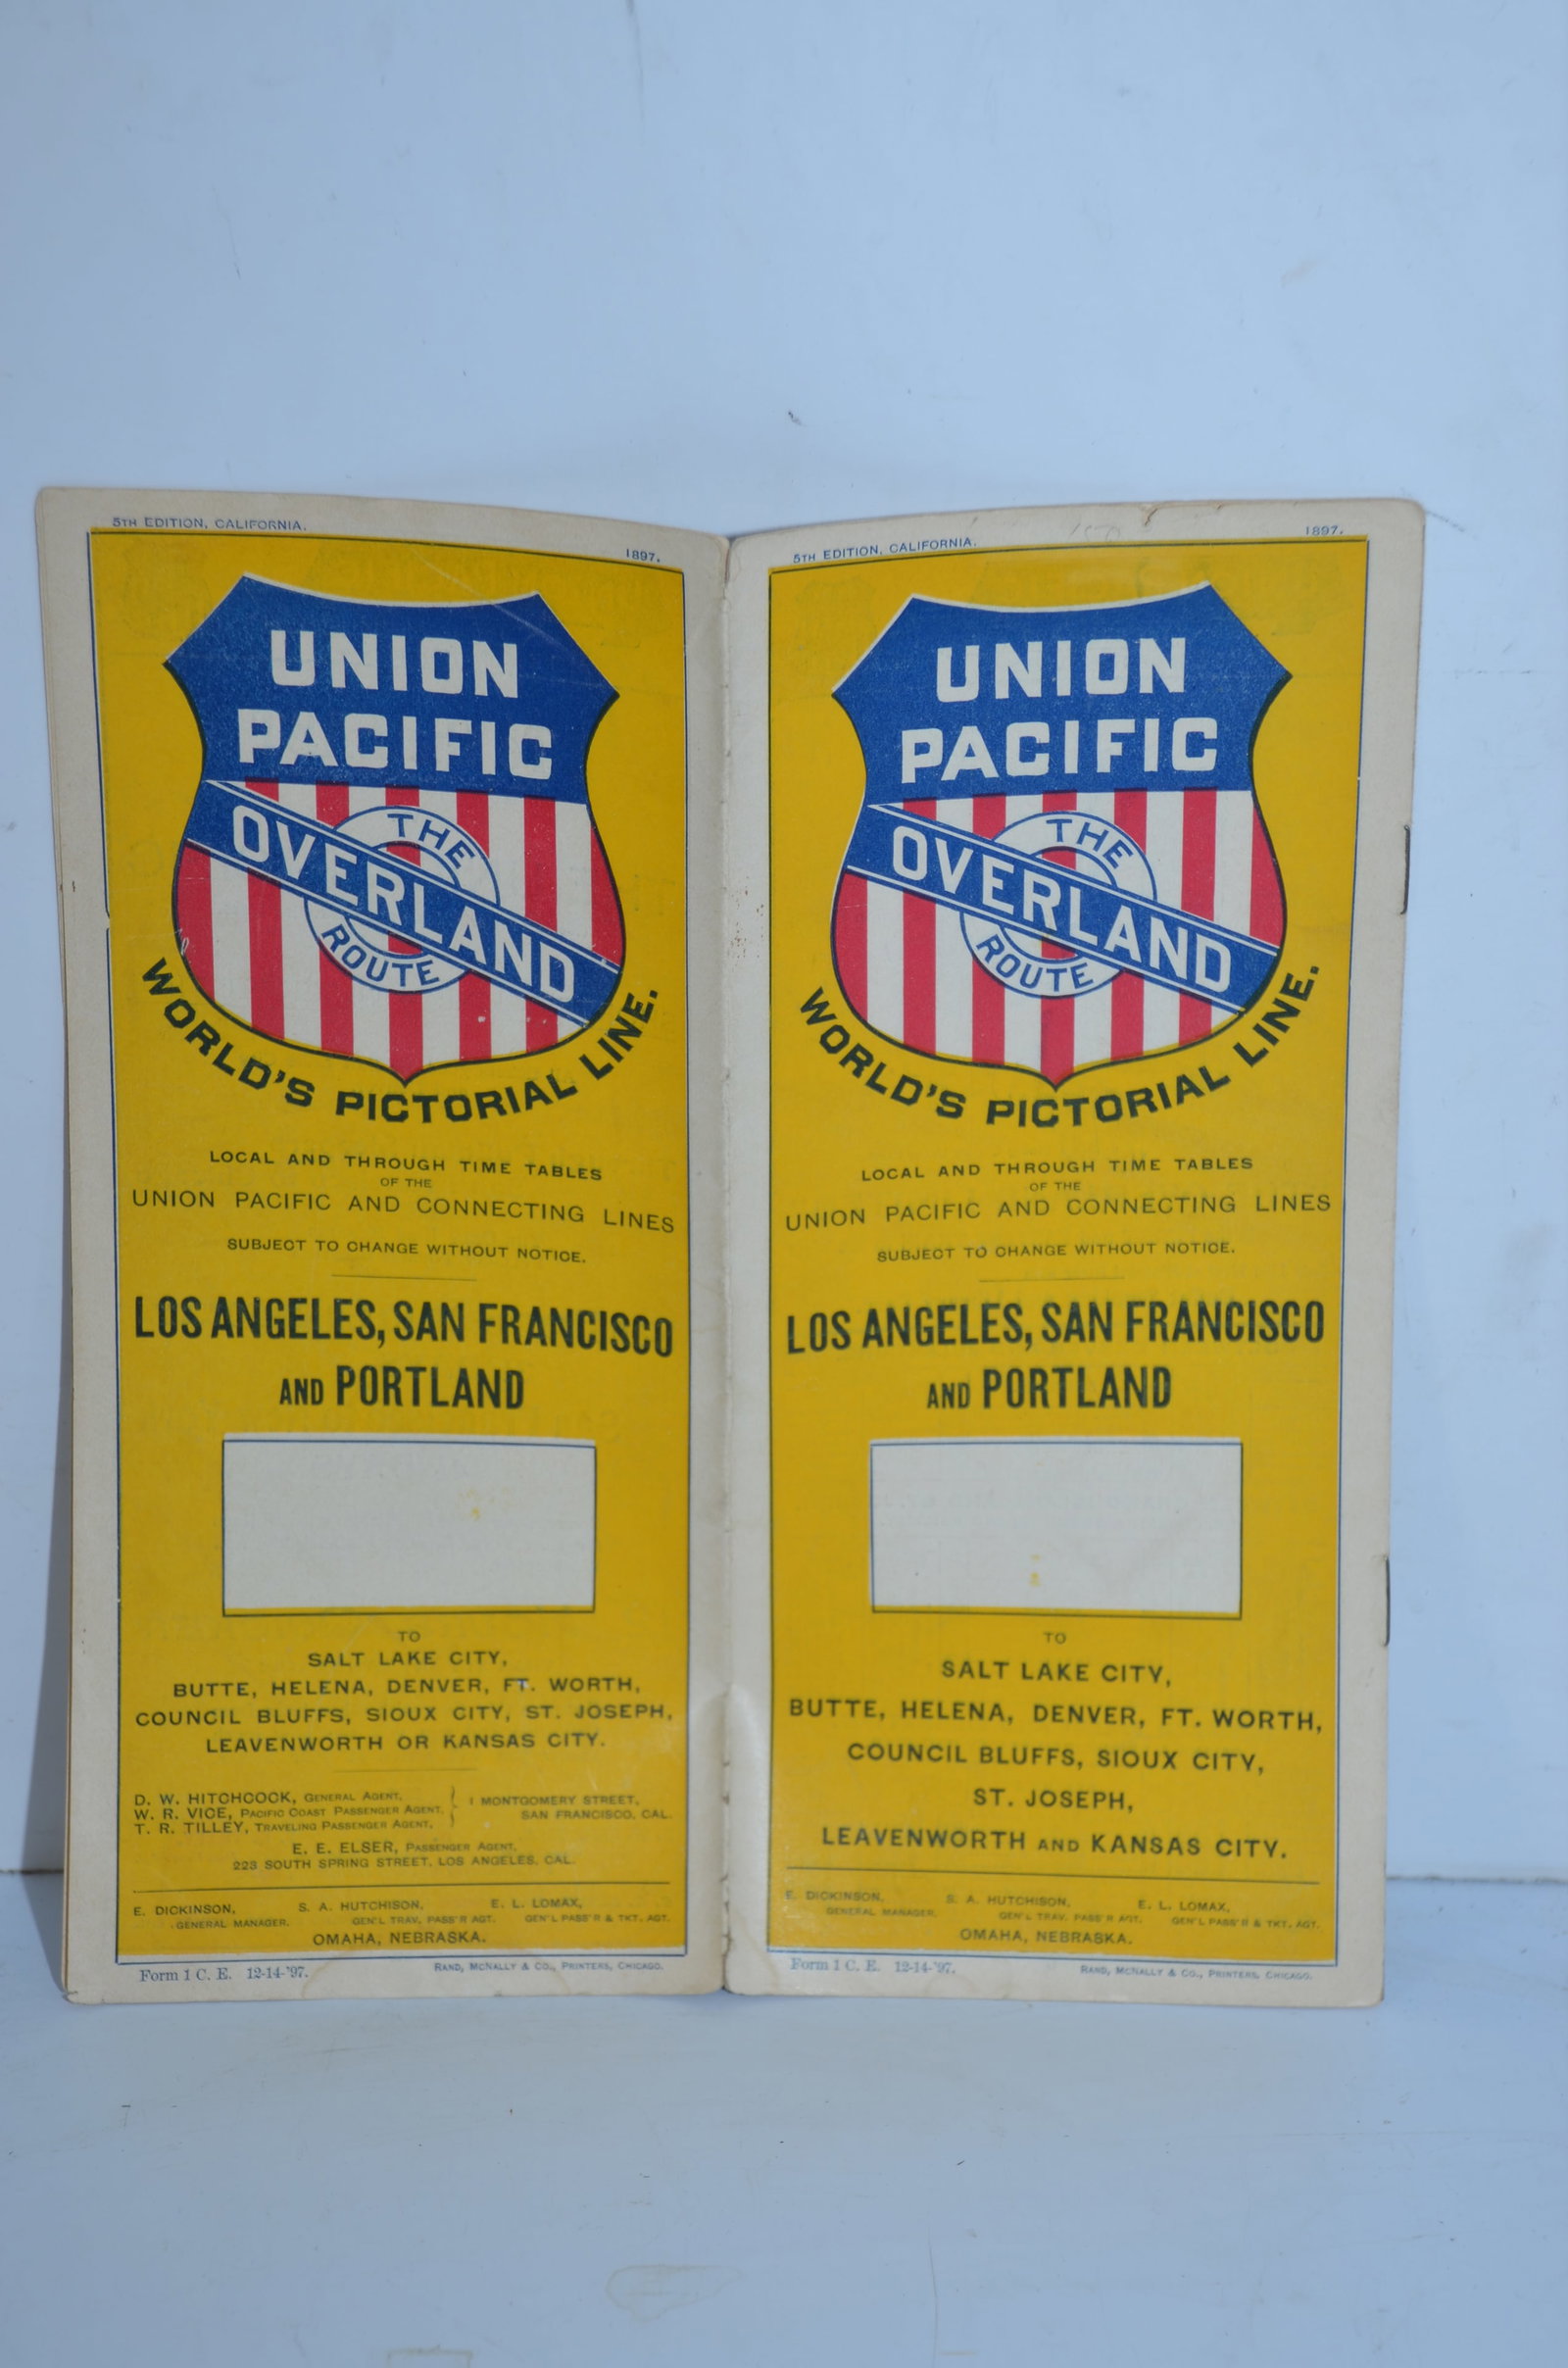 5TH EDITION, CALIFORNIA.
1897.
UNION
PACIFIC
THE
OVERLAND
ROUTE
WORLD'S PICTORIAL LINE.
LOCAL AND THROUGH TIME TABLES
OF THE
UNION PACIFIC AND CONNECTING LINES
SUBJECT TO CHANGE WITHOUT NOTICE.
LOS ANGELES, SAN FRANCISCO
AND PORTLAND
TO
SALT LAKE CITY,
BUTTE, HELENA, DENVER, FT. WORTH,
COUNCIL BLUFFS, SIOUX CITY, ST. JOSEPH,
LEAVENWORTH OR KANSAS CITY.
D. W. HITCHCOCK, GENERAL AGENT,
W. R. VICE, PACIFIC COAST PASSENGER AGENT,
T. R. TILLEY, TRAVELING PASSENGER AGENT,
1 MONTGOMERY STREET,
SAN FRANCISCO, CAL.
E. E. ELSER, PASSENGER AGENT,
223 SOUTH SPRING STREET, LOS ANGELES, CAL.
E. DICKINSON, S. A. HUTCHISON, E. L. LOMAX,
GENERAL MANAGER. GEN'L TRAV. PASS'R AGT. GEN'L PASS'R & TKT. AGT.
OMAHA, NEBRASKA.
Form 1 C. E. 12-14-'97. RAND, MCNALLY & CO., PRINTERS, CHICAGO.
5TH EDITION, CALIFORNIA.
1897.
UNION
PACIFIC
THE
OVERLAND
ROUTE
WORLD'S PICTORIAL LINE.
LOCAL AND THROUGH TIME TABLES
OF THE
UNION PACIFIC AND CONNECTING LINES
SUBJECT TO CHANGE WITHOUT NOTICE.
LOS ANGELES, SAN FRANCISCO
AND PORTLAND
TO
SALT LAKE CITY,
BUTTE, HELENA, DENVER, FT. WORTH,
COUNCIL BLUFFS, SIOUX CITY,
ST. JOSEPH,
LEAVENWORTH AND KANSAS CITY.
E. DICKINSON, S. A. HUTCHISON, E. L. LOMAX,
GENERAL MANAGER. GEN'L TRAV. PASS'R AGT. GEN'L PASS'R & TKT. AGT.
OMAHA, NEBRASKA.
Form 1 C. E. 12-14-'97. RAND, MCNALLY & CO., PRINTERS, CHICAGO.